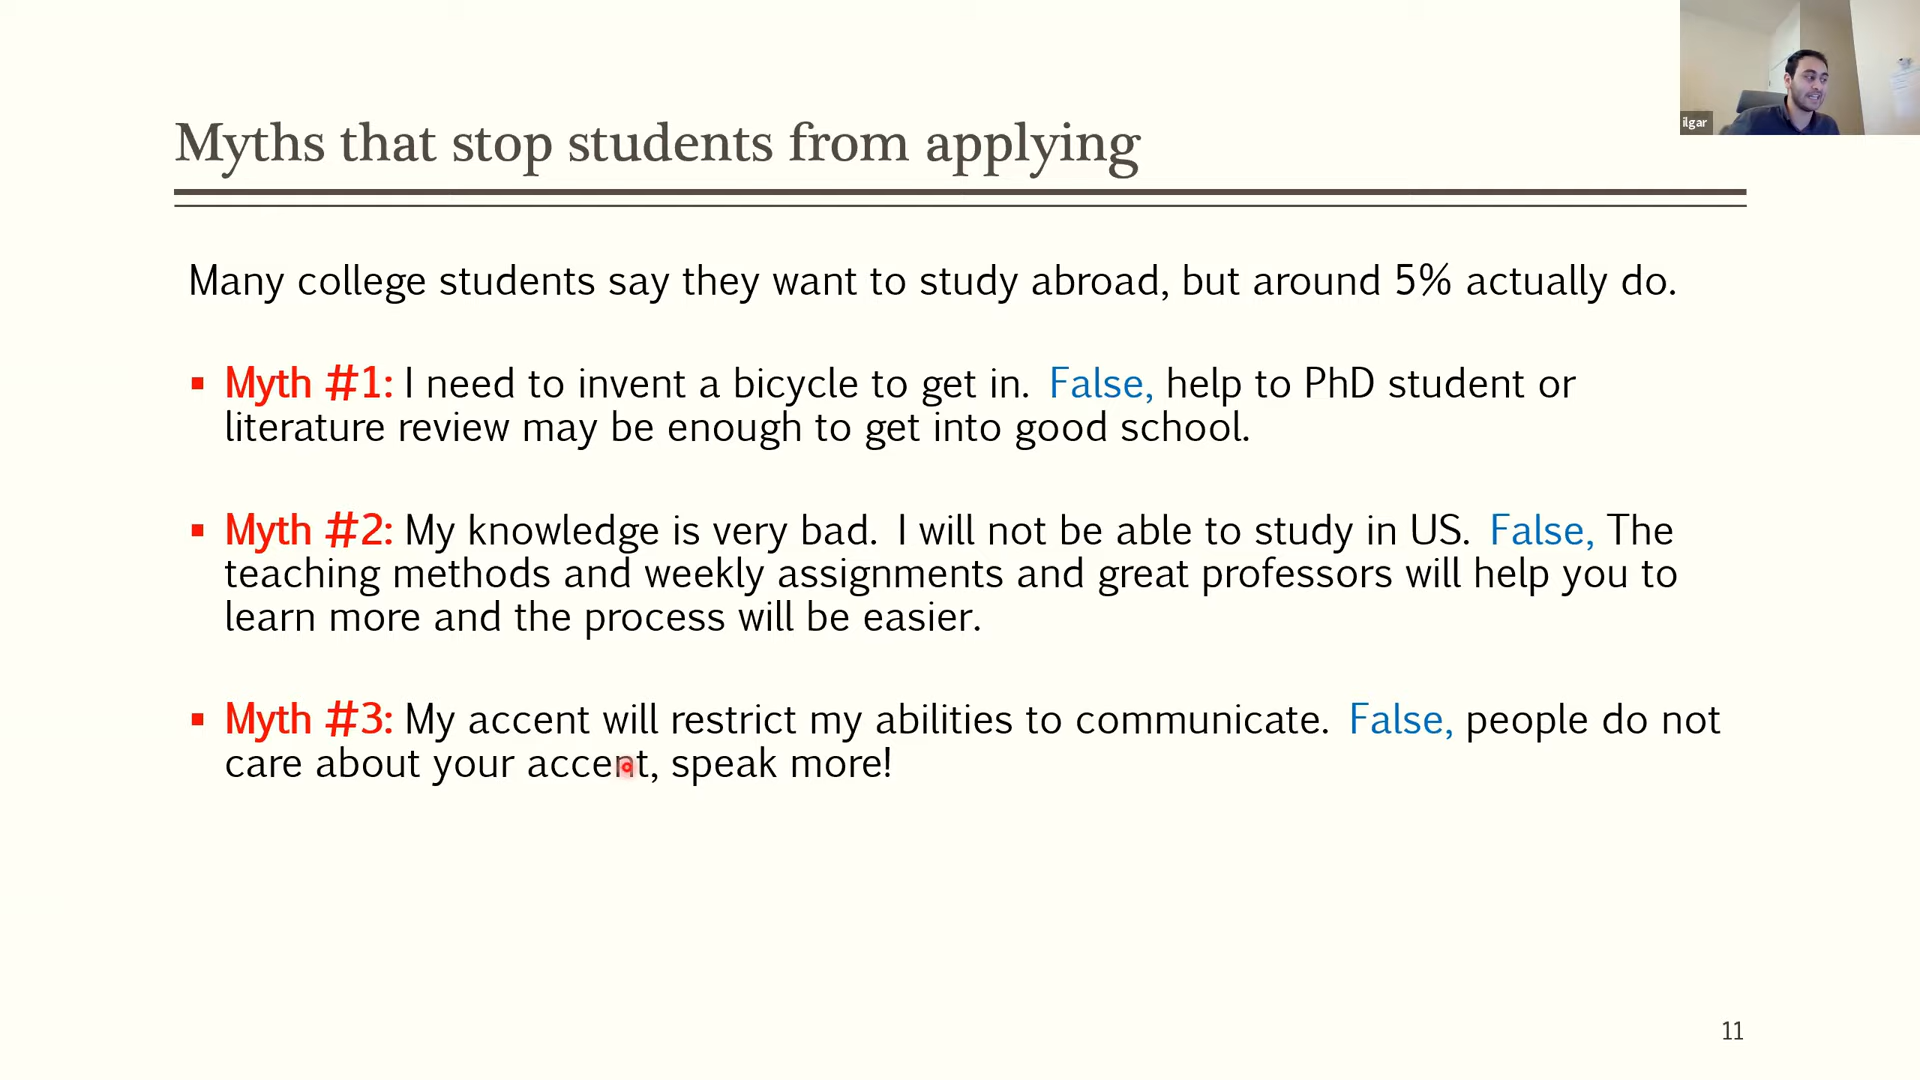 ilgar
Myths that stop students from applying
Many college students say they want to study abroad, but around 5% actually do.
▪ Myth #1: I need to invent a bicycle to get in. False, help to PhD student or
literature review may be enough to get into good school.
▪ Myth #2: My knowledge is very bad. I will not be able to study in US. False, The
teaching methods and weekly assignments and great professors will help you to
learn more and the process will be easier.
▪ Myth #3: My accent will restrict my abilities to communicate. False, people do not
care about your accent, speak more!
11